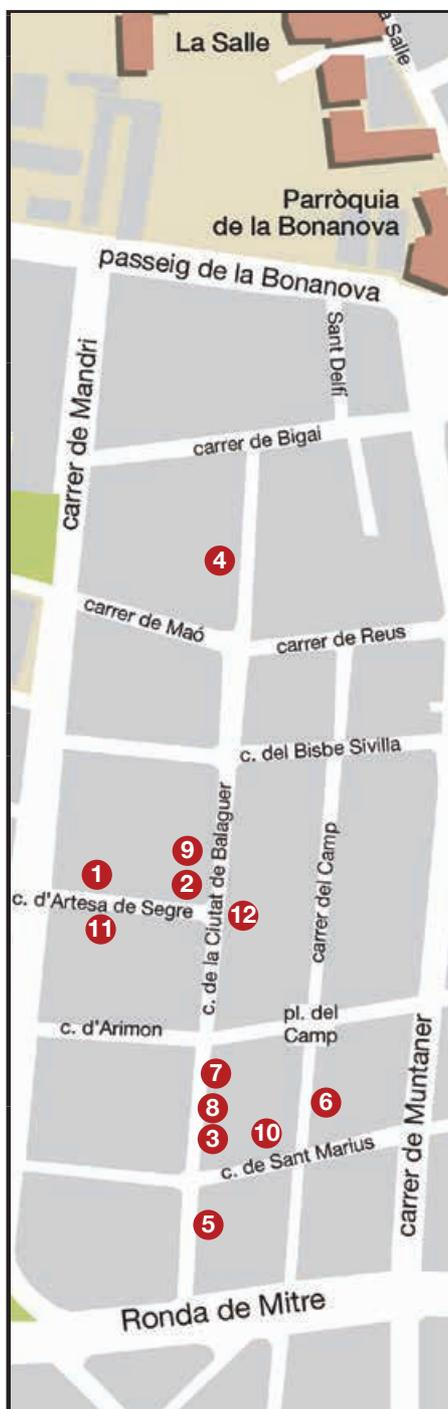 La Salle
la Salle
Parròquia
de la Bonanova
passeig de la Bonanova
Sant Delfí
carrer de Mandri
carrer de Bigai
4
carrer de Maó
carrer de Reus
c. del Bisbe Sivilla
9
1
2
c. d'Artesa de Segre
12
11
c. de la Ciutat de Balaguer
carrer del Camp
pl. del
Camp
c. d'Arimon
7
6
8
10
3
c. de Sant Marius
carrer de Muntaner
5
Ronda de Mitre